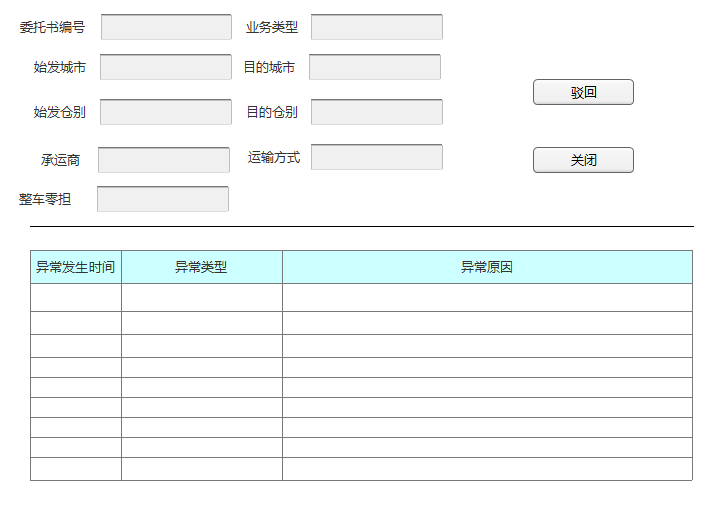 委托书编号 业务类型
始发城市 目的城市
驳回
始发仓别 目的仓别
承运商 运输方式
关闭
整车零担
异常发生时间 异常类型 异常原因